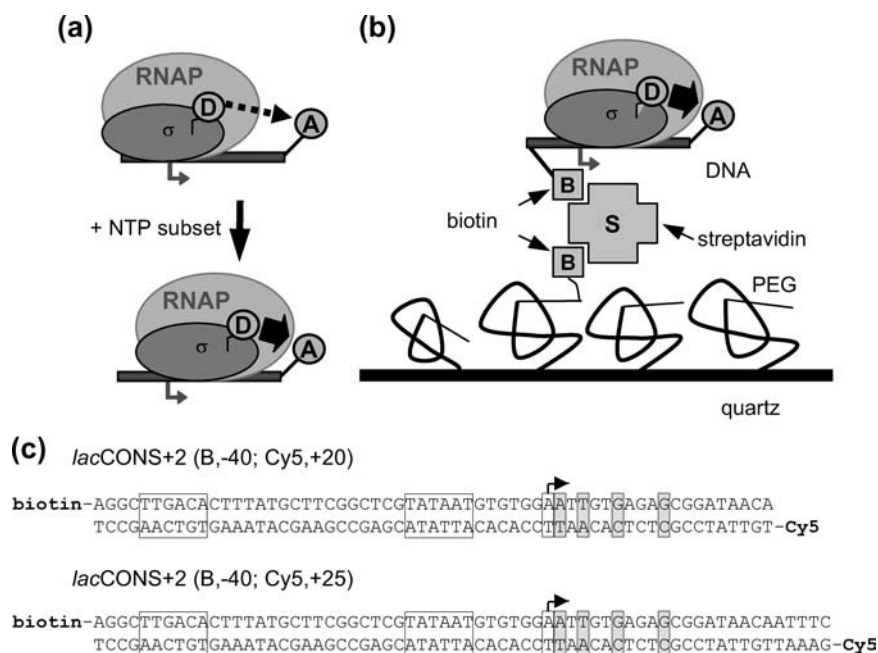 (a)
RNAP
D
A
σ
+ NTP subset
RNAP
D
A
σ
(b)
RNAP
D
A
σ
DNA
B
biotin
S
streptavidin
B
PEG
quartz
(c)
lacCONS+2 (B,-40; Cy5,+20)
biotin-AGGCTTGACACTTTATGCTTCGGCTCGTATAATGTGTGGAATTGTGAGAGCGGATAACA
TCCGAACTGTGAAATACGAAGCCGAGCATATTACACACCTTAACACTCTCGCCTATTGT-Cy5
lacCONS+2 (B,-40; Cy5,+25)
biotin-AGGCTTGACACTTTATGCTTCGGCTCGTATAATGTGTGGAATTGTGAGAGCGGATAACAATTTC
TCCGAACTGTGAAATACGAAGCCGAGCATATTACACACCTTAACACTCTCGCCTATTGTTAAAG-Cy5